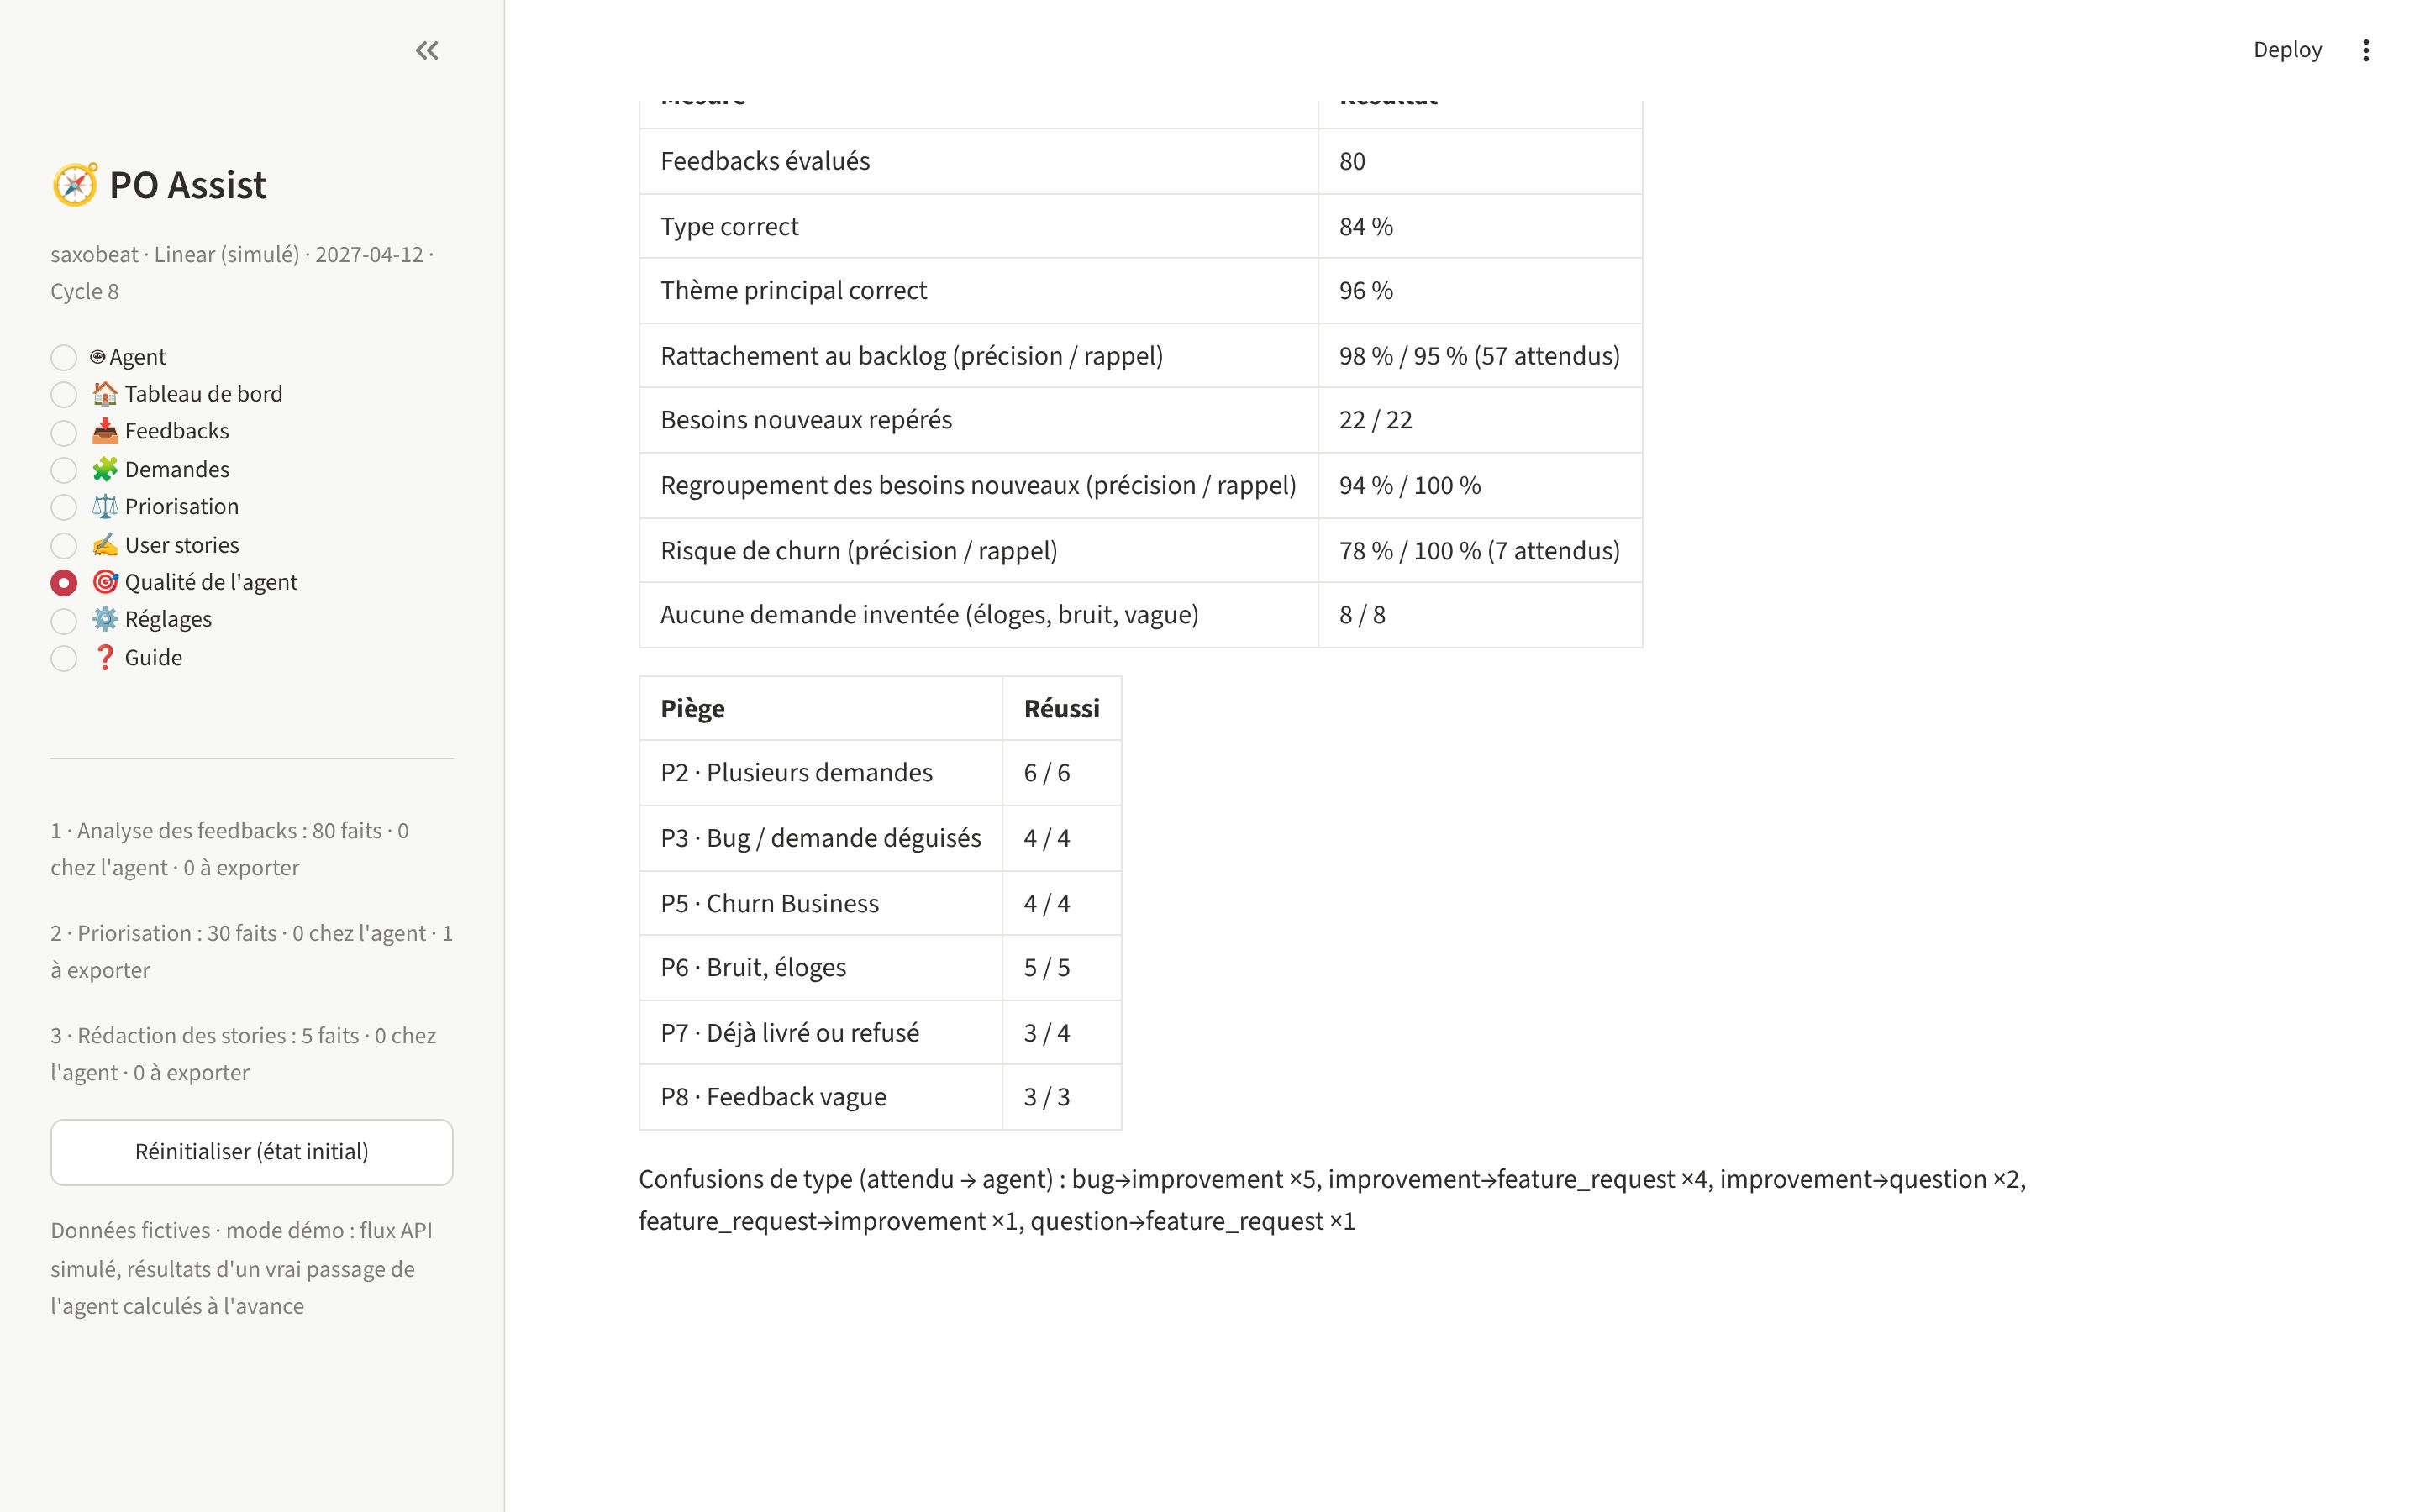 Deploy
🧭 PO Assist
saxobeat · Linear (simulé) · 2027-04-12 ·
Cycle 8
Agent
🏠 Tableau de bord
📥 Feedbacks
🧩 Demandes
⚖️ Priorisation
✍️ User stories
🎯 Qualité de l'agent
⚙️ Réglages
❓ Guide
1 · Analyse des feedbacks : 80 faits · 0
chez l'agent · 0 à exporter
2 · Priorisation : 30 faits · 0 chez l'agent · 1
à exporter
3 · Rédaction des stories : 5 faits · 0 chez
l'agent · 0 à exporter
Réinitialiser (état initial)
Données fictives · mode démo : flux API
simulé, résultats d'un vrai passage de
l'agent calculés à l'avance
Mesure Résultat
Feedbacks évalués 80
Type correct 84 %
Thème principal correct 96 %
Rattachement au backlog (précision / rappel) 98 % / 95 % (57 attendus)
Besoins nouveaux repérés 22 / 22
Regroupement des besoins nouveaux (précision / rappel) 94 % / 100 %
Risque de churn (précision / rappel) 78 % / 100 % (7 attendus)
Aucune demande inventée (éloges, bruit, vague) 8 / 8
Piège Réussi
P2 · Plusieurs demandes 6 / 6
P3 · Bug / demande déguisés 4 / 4
P5 · Churn Business 4 / 4
P6 · Bruit, éloges 5 / 5
P7 · Déjà livré ou refusé 3 / 4
P8 · Feedback vague 3 / 3
Confusions de type (attendu → agent) : bug→improvement ×5, improvement→feature_request ×4, improvement→question ×2,
feature_request→improvement ×1, question→feature_request ×1